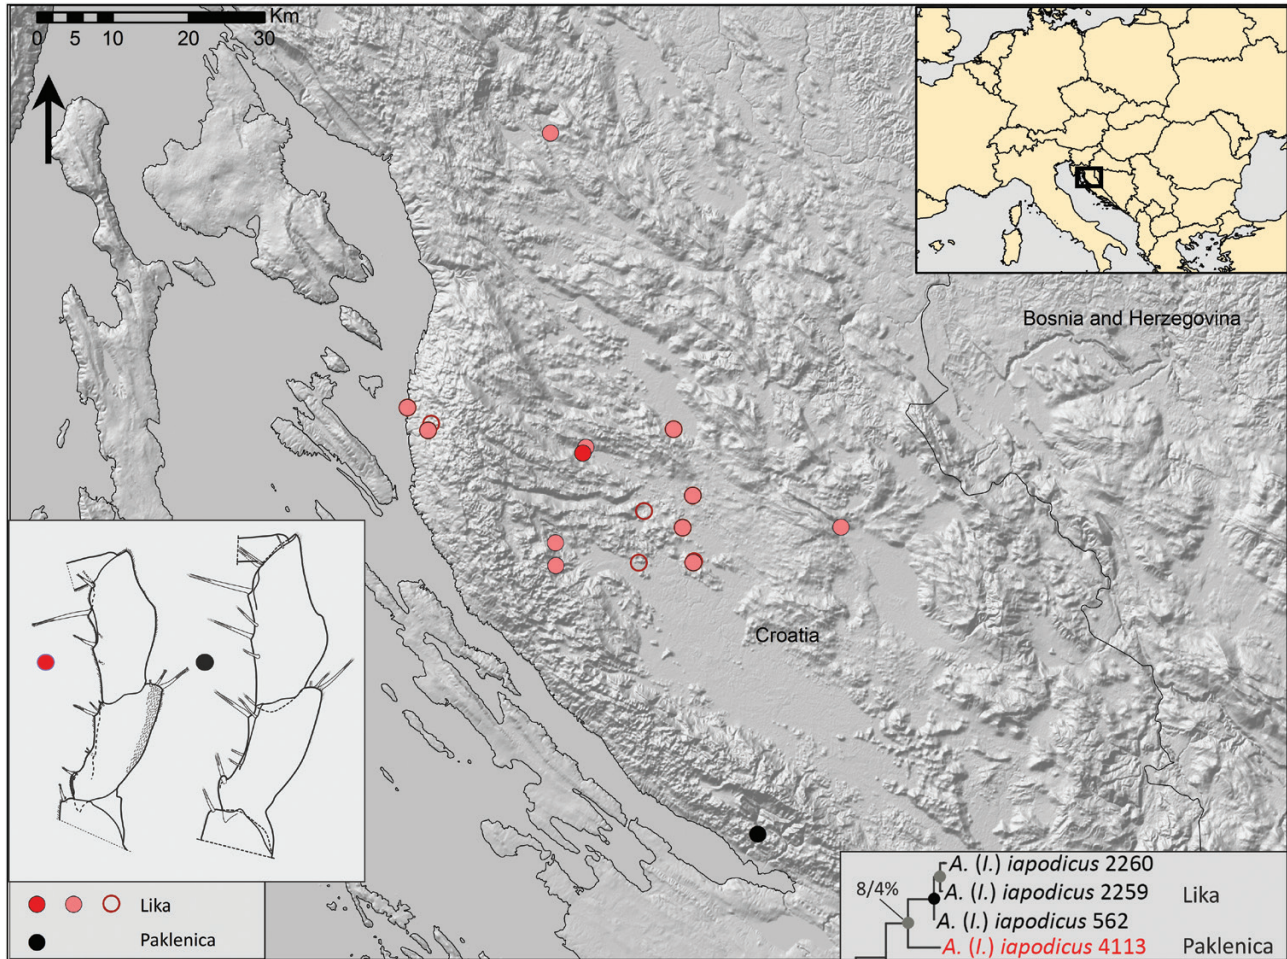 Km
0 5 10 20 30
Bosnia and Herzegovina
Croatia
Lika
Paklenica
8/4%
A. (I.) iapodicus 2260
A. (I.) iapodicus 2259 Lika
A. (I.) iapodicus 562
A. (I.) iapodicus 4113 Paklenica